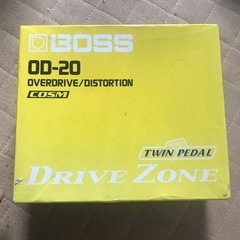 BOSS
OD-20
OVERDRIVE/DISTORTION
COSM
TWIN PEDAL
DRIVE ZONE